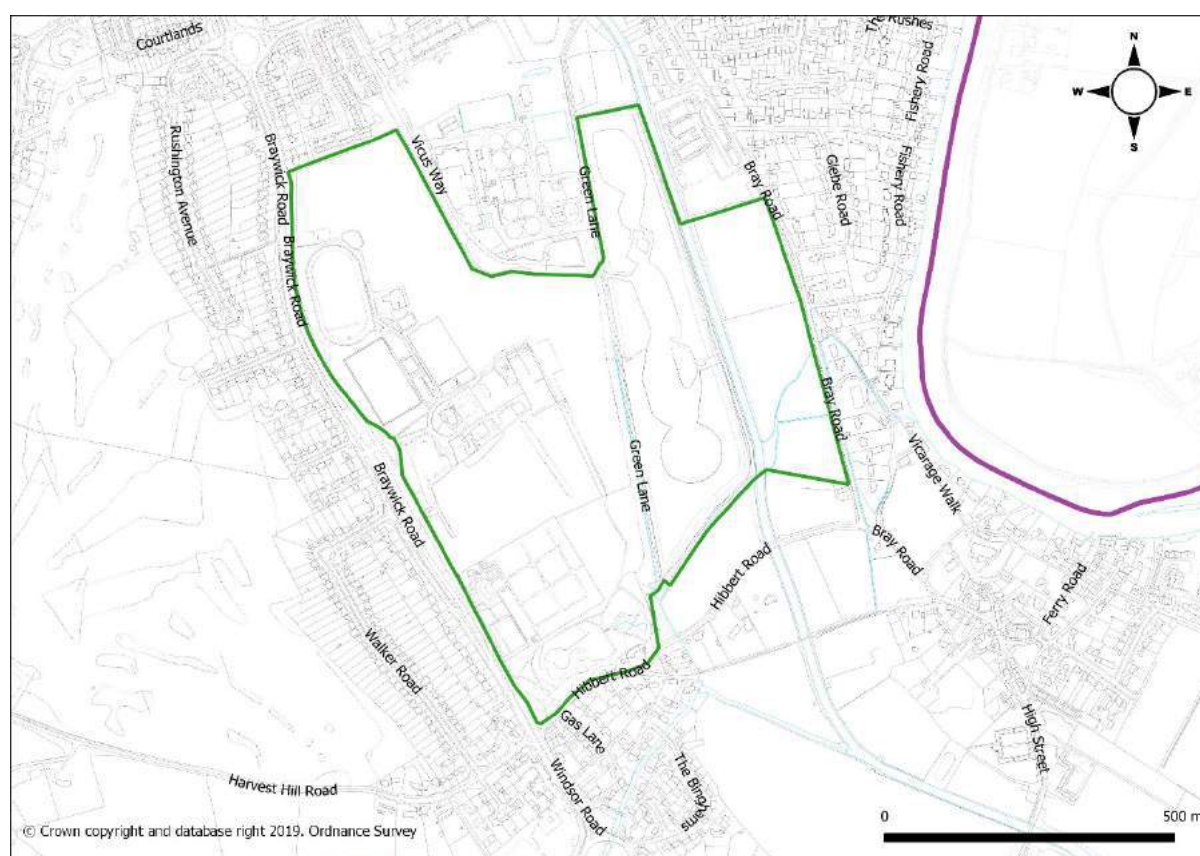 Courtlands
The Rushes
Fishery Road
N
W
E
S
Rushington Avenue
Braywick Road
Braywick Road
Vicus Way
Green Lane
Bray Road
Glebe Road
Fishery Road
Bray Road
Green Lane
Vicarage Walk
Braywick Road
Bray Road
Hibbert Road
Ferry Road
Walker Road
Hibbert Road
Gas Lane
High Street
Windsor Road
The Binghams
Harvest Hill Road
© Crown copyright and database right 2019. Ordnance Survey
0
500 m